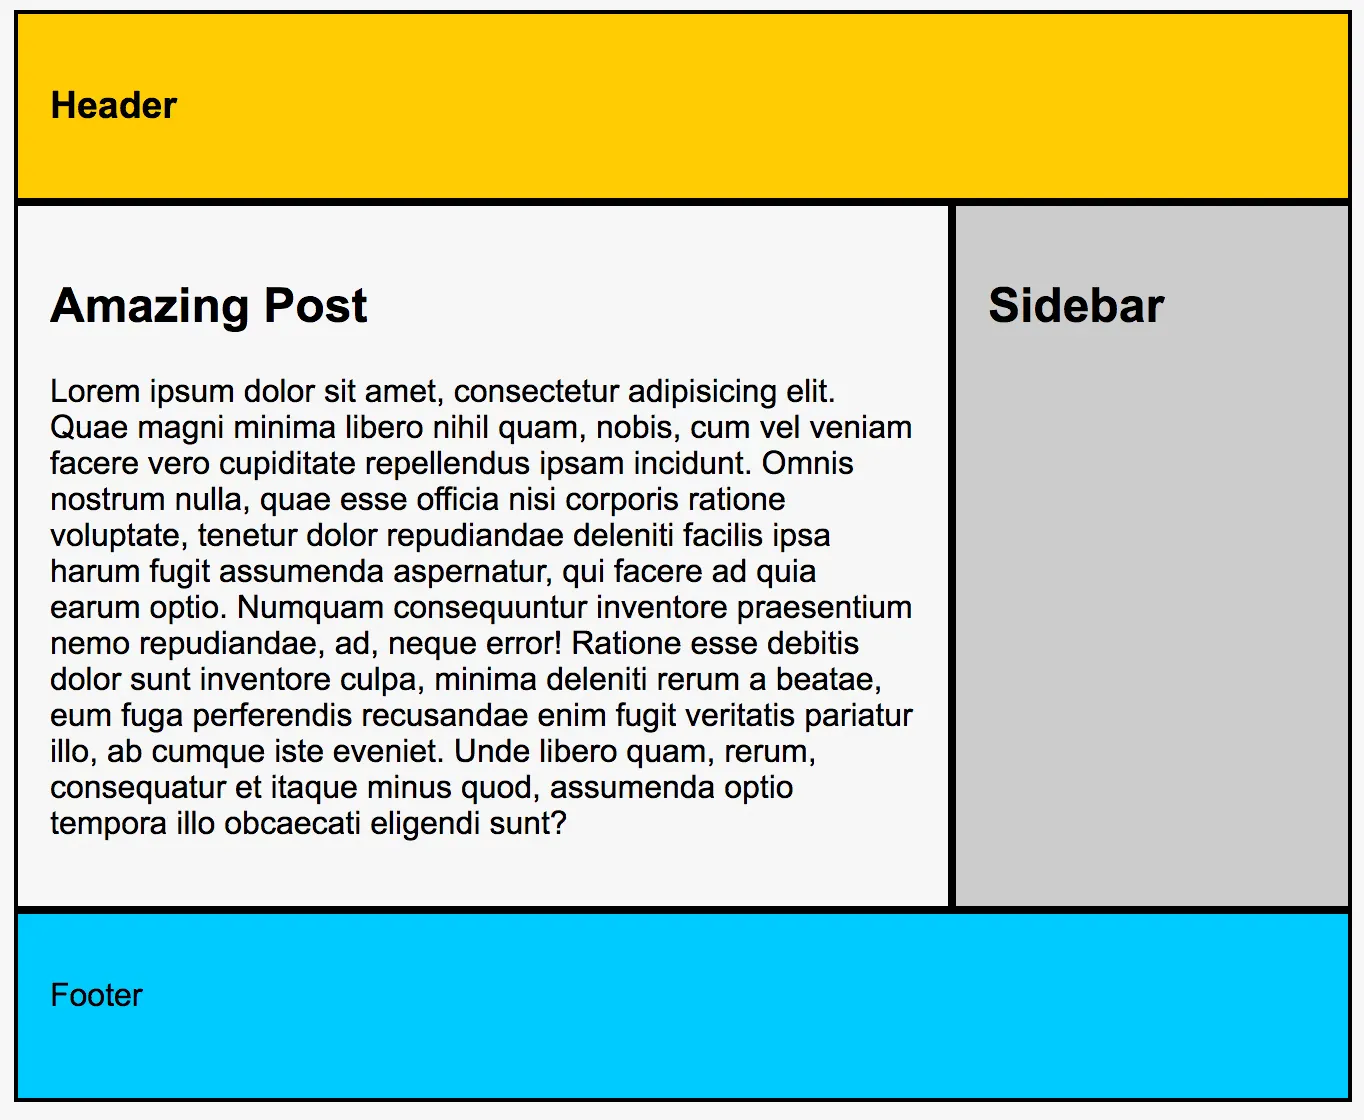 Header
Amazing Post
Lorem ipsum dolor sit amet, consectetur adipisicing elit.
Quae magni minima libero nihil quam, nobis, cum vel veniam
facere vero cupiditate repellendus ipsam incidunt. Omnis
nostrum nulla, quae esse officia nisi corporis ratione
voluptate, tenetur dolor repudiandae deleniti facilis ipsa
harum fugit assumenda aspernatur, qui facere ad quia
earum optio. Numquam consequuntur inventore praesentium
nemo repudiandae, ad, neque error! Ratione esse debitis
dolor sunt inventore culpa, minima deleniti rerum a beatae,
eum fuga perferendis recusandae enim fugit veritatis pariatur
illo, ab cumque iste eveniet. Unde libero quam, rerum,
consequatur et itaque minus quod, assumenda optio
tempora illo obcaecati eligendi sunt?
Sidebar
Footer